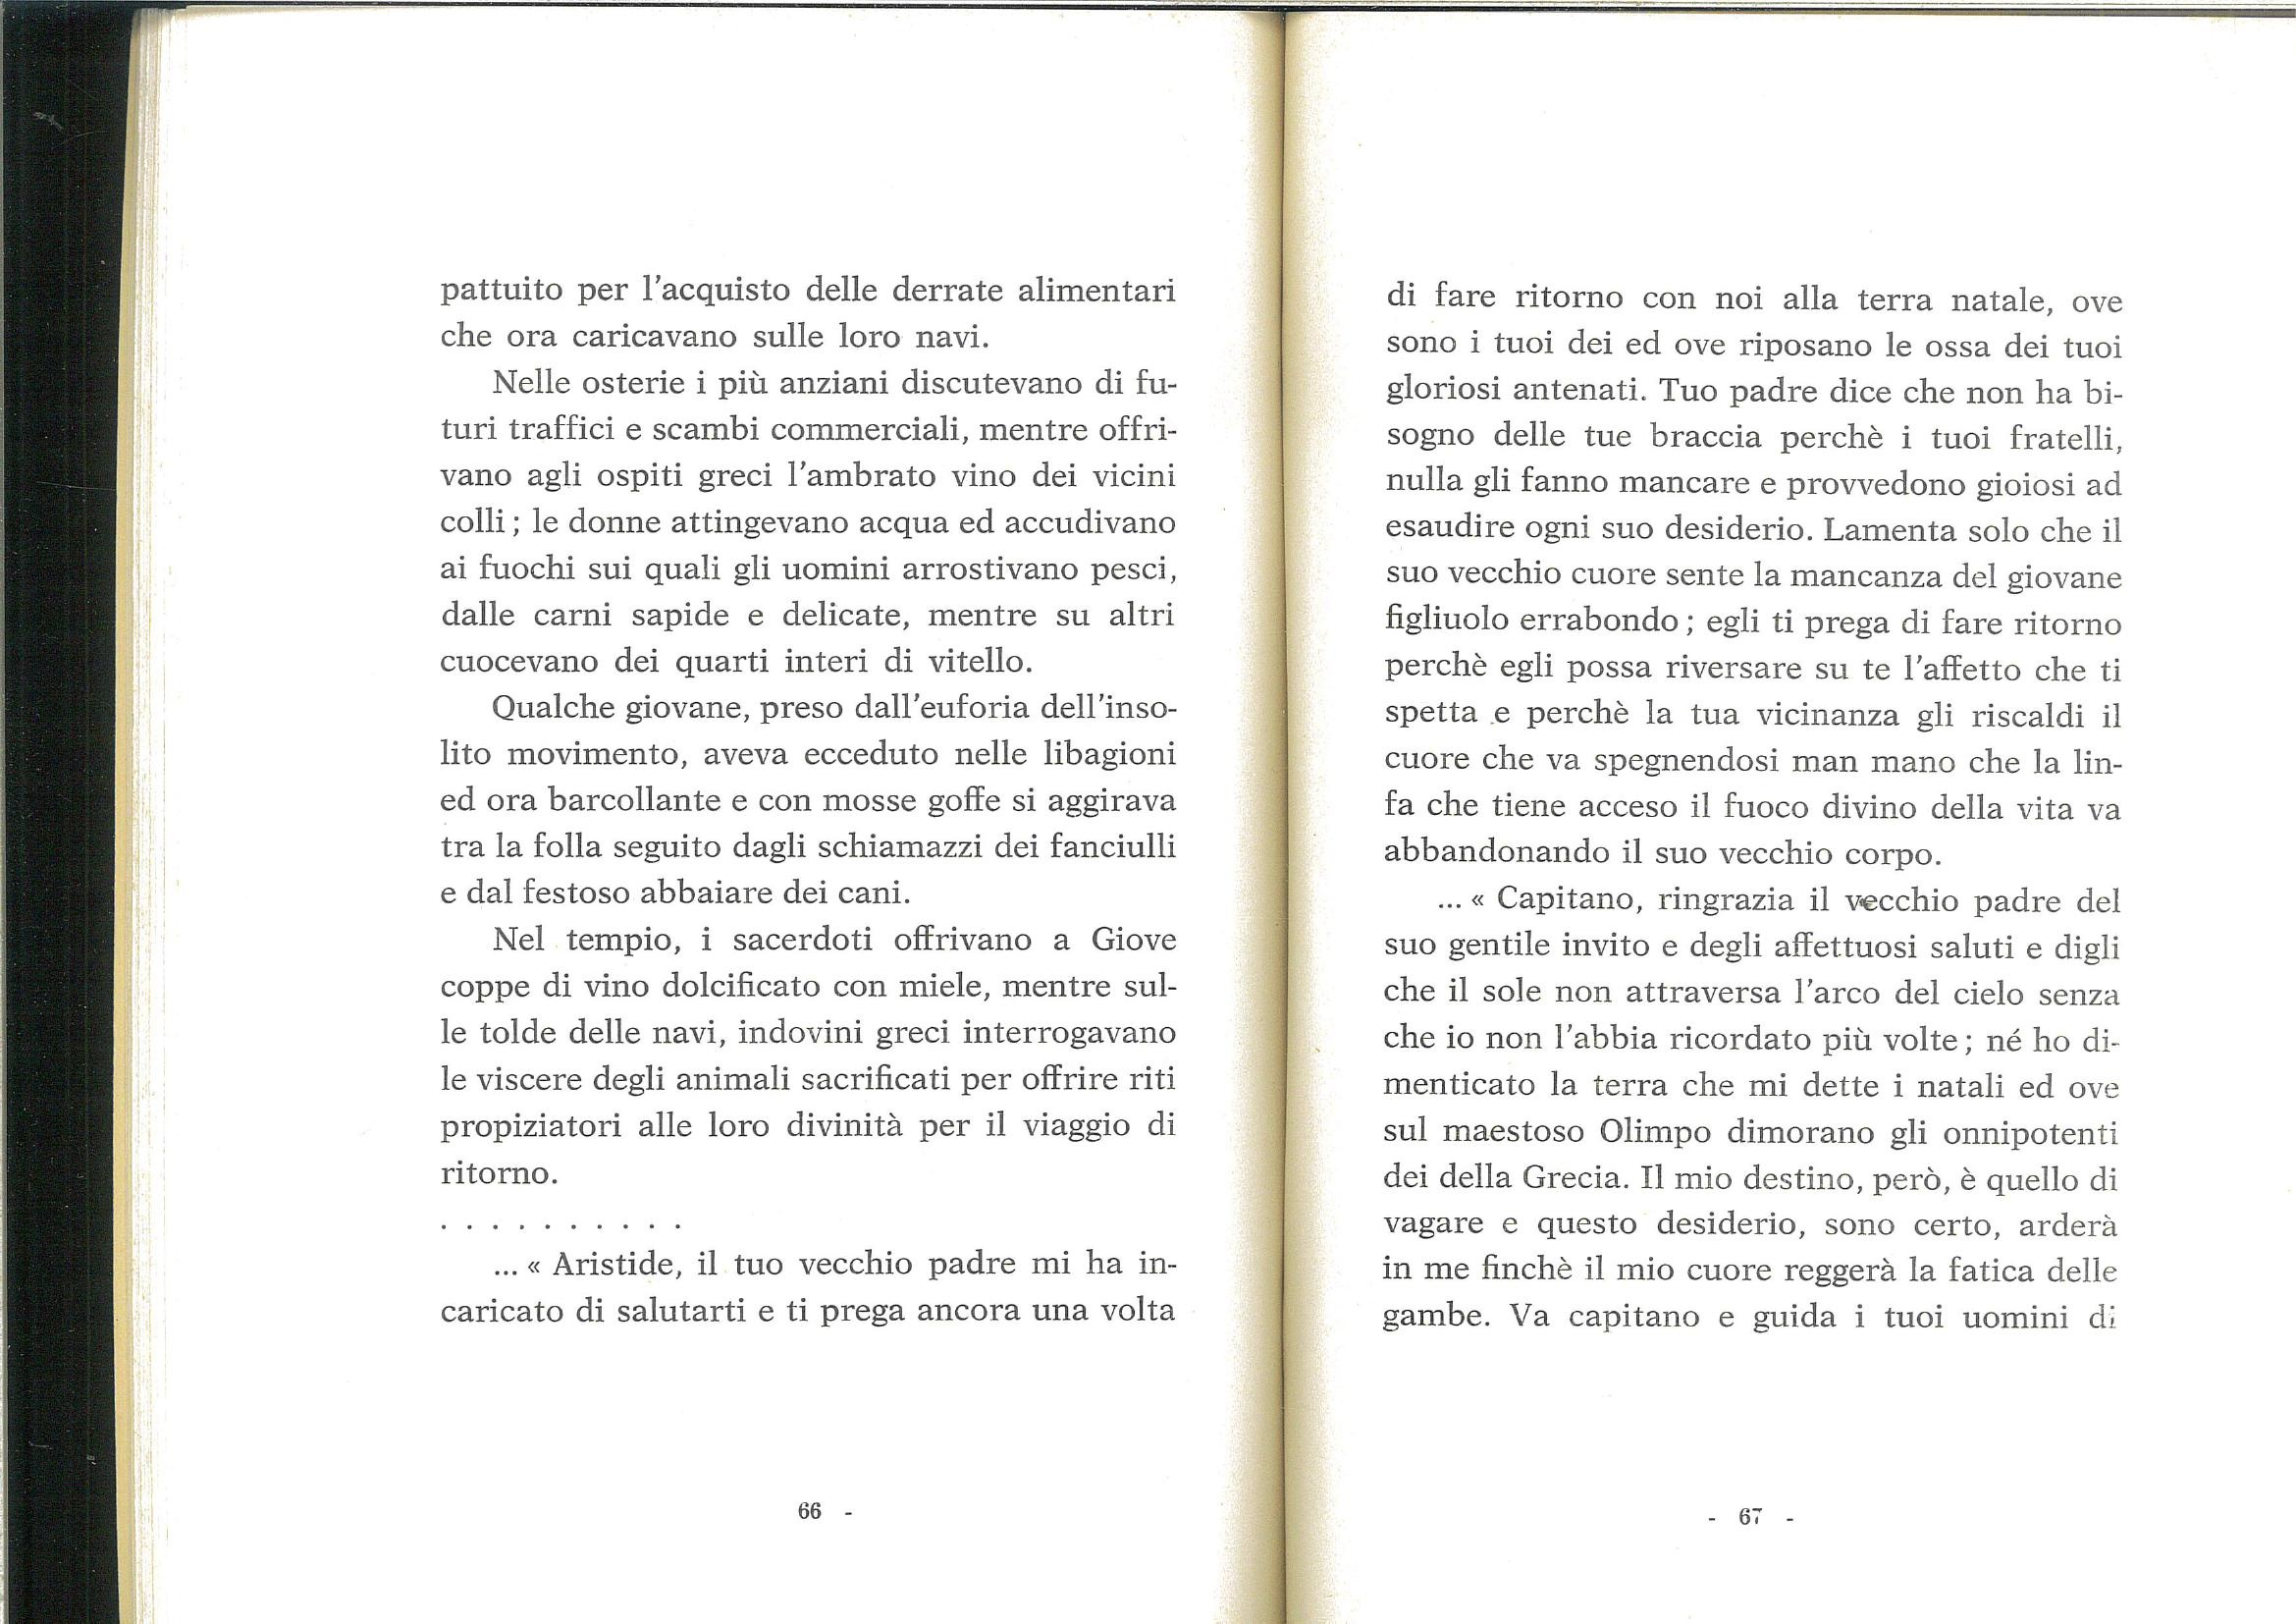 pattuito per l'acquisto delle derrate alimentari
che ora caricavano sulle loro navi.
Nelle osterie i più anziani discutevano di fu-
turi traffici e scambi commerciali, mentre offri-
vano agli ospiti greci l'ambrato vino dei vicini
colli; le donne attingevano acqua ed accudivano
ai fuochi sui quali gli uomini arrostivano pesci,
dalle carni sapide e delicate, mentre su altri
cuocevano dei quarti interi di vitello.
Qualche giovane, preso dall'euforia dell'inso-
lito movimento, aveva ecceduto nelle libagioni
ed ora barcollante e con mosse goffe si aggirava
tra la folla seguito dagli schiamazzi dei fanciulli
e dal festoso abbaiare dei cani.
Nel tempio, i sacerdoti offrivano a Giove
coppe di vino dolcificato con miele, mentre sul-
le tolde delle navi, indovini greci interrogavano
le viscere degli animali sacrificati per offrire riti
propiziatori alle loro divinità per il viaggio di
ritorno.
. . . . . . . . . .
... « Aristide, il tuo vecchio padre mi ha in-
caricato di salutarti e ti prega ancora una volta
66 -
di fare ritorno con noi alla terra natale, ove
sono i tuoi dei ed ove riposano le ossa dei tuoi
gloriosi antenati. Tuo padre dice che non ha bi-
sogno delle tue braccia perchè i tuoi fratelli,
nulla gli fanno mancare e provvedono gioiosi ad
esaudire ogni suo desiderio. Lamenta solo che il
suo vecchio cuore sente la mancanza del giovane
figliuolo errabondo; egli ti prega di fare ritorno
perchè egli possa riversare su te l'affetto che ti
spetta e perchè la tua vicinanza gli riscaldi il
cuore che va spegnendosi man mano che la lin-
fa che tiene acceso il fuoco divino della vita va
abbandonando il suo vecchio corpo.
... « Capitano, ringrazia il vecchio padre del
suo gentile invito e degli affettuosi saluti e digli
che il sole non attraversa l'arco del cielo senza
che io non l'abbia ricordato più volte; né ho di-
menticato la terra che mi dette i natali ed ove
sul maestoso Olimpo dimorano gli onnipotenti
dei della Grecia. Il mio destino, però, è quello di
vagare e questo desiderio, sono certo, arderà
in me finchè il mio cuore reggerà la fatica delle
gambe. Va capitano e guida i tuoi uomini di
- 67 -